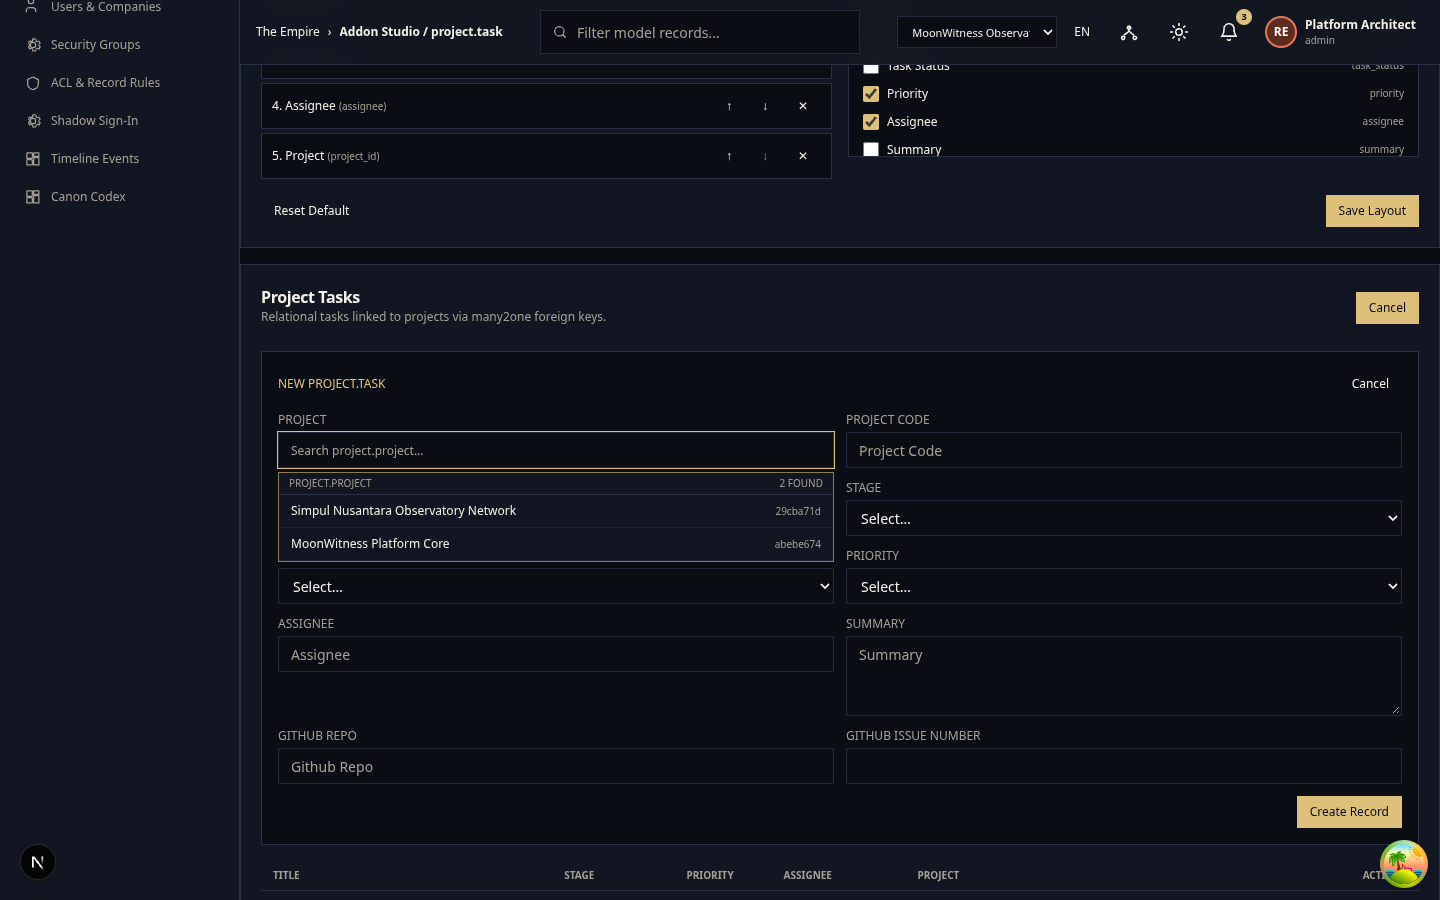 Users & Companies
Security Groups
ACL & Record Rules
Shadow Sign-In
Timeline Events
Canon Codex
The Empire › Addon Studio / project.task
Filter model records...
MoonWitness Observa
EN
3
RE
Platform Architect
admin
4. Assignee (assignee) ↑ ↓ ✕
5. Project (project_id) ↑ ↓ ✕
Task Status task_status
Priority priority
Assignee assignee
Summary summary
Reset Default
Save Layout
Project Tasks
Relational tasks linked to projects via many2one foreign keys.
Cancel
NEW PROJECT.TASK
Cancel
PROJECT
Search project.project...
PROJECT.PROJECT 2 FOUND
Simpul Nusantara Observatory Network 29cba71d
MoonWitness Platform Core abebe674
Select...
PROJECT CODE
Project Code
STAGE
Select...
PRIORITY
Select...
ASSIGNEE
Assignee
SUMMARY
Summary
GITHUB REPO
Github Repo
GITHUB ISSUE NUMBER
Create Record
N
TITLE STAGE PRIORITY ASSIGNEE PROJECT